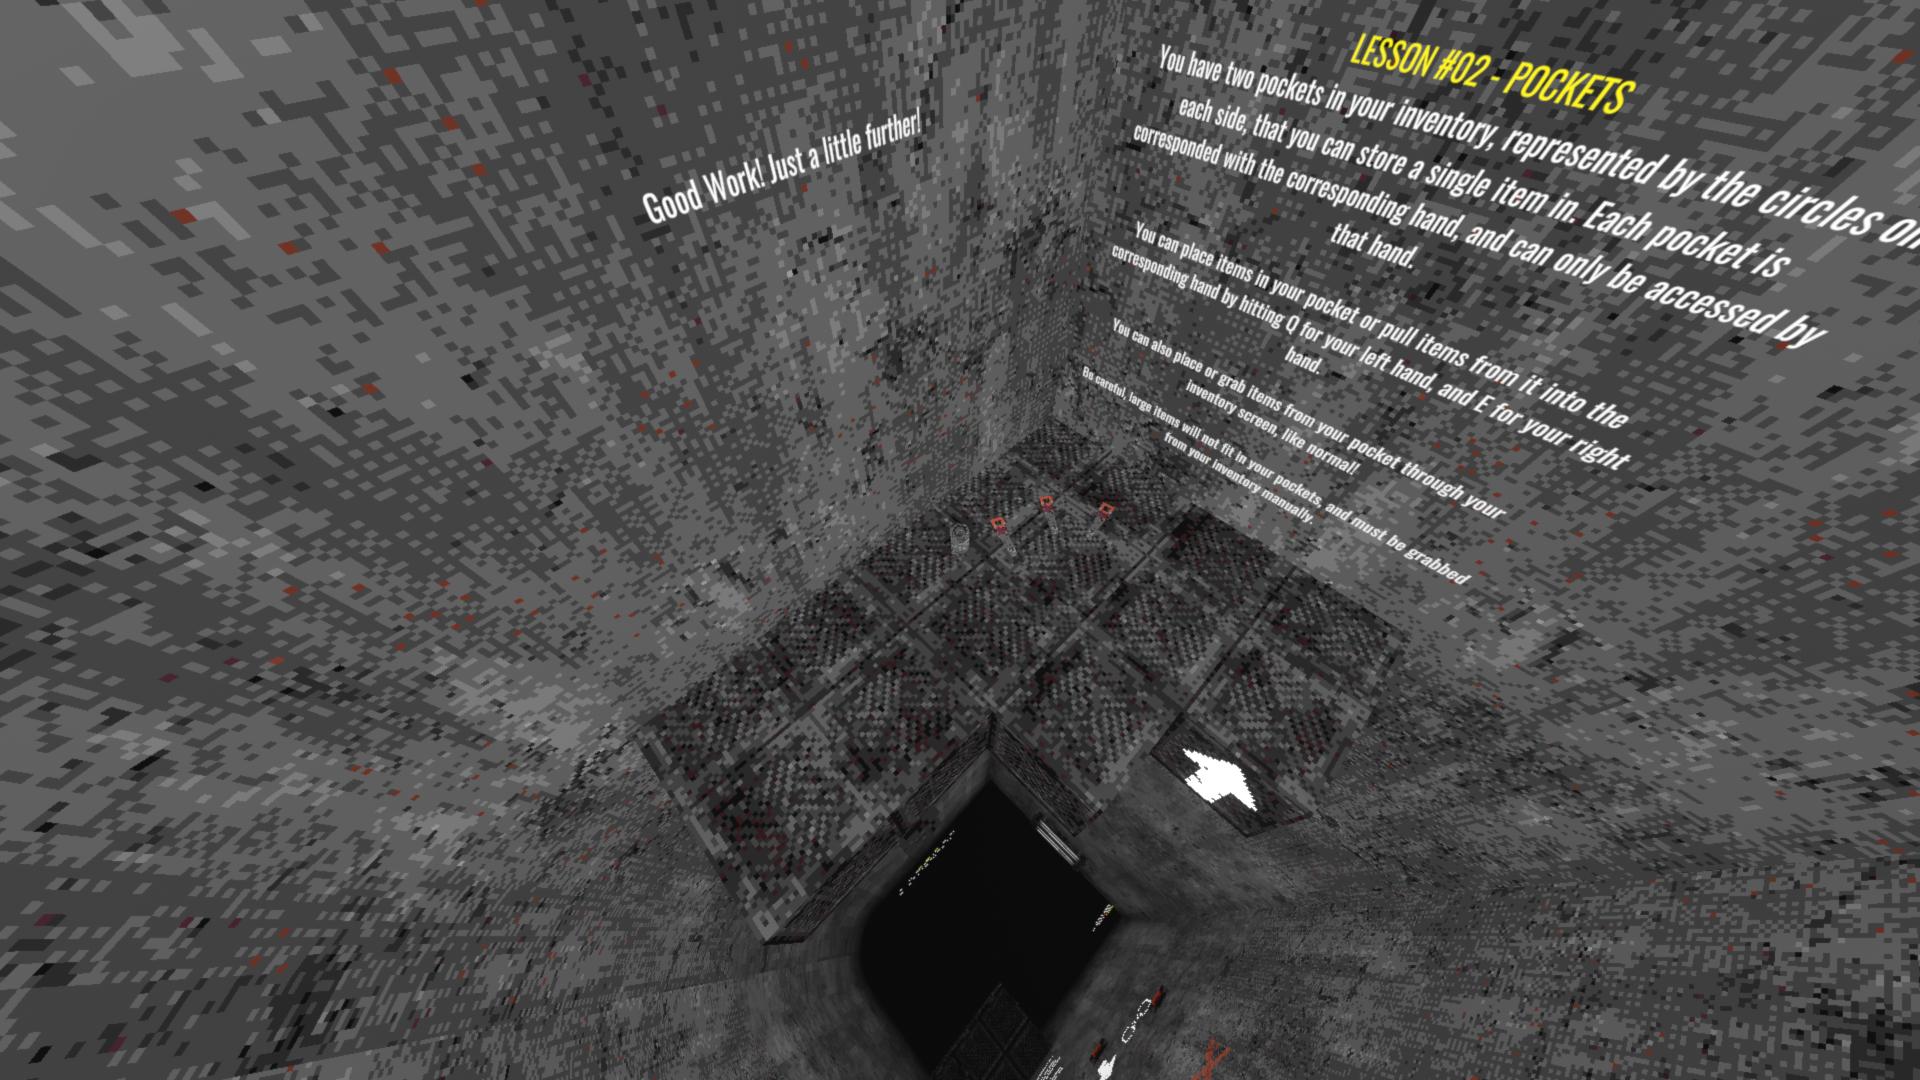 Good Work! Just a little further!
LESSON #02 - POCKETS
You have two pockets in your inventory, represented by the circles on
each side, that you can store a single item in. Each pocket is
corresponded with the corresponding hand, and can only be accessed by
that hand.
You can place items in your pocket or pull items from it into the
corresponding hand by hitting Q for your left hand, and E for your right
hand.
You can also place or grab items from your pocket through your
inventory screen, like normal!
Be careful, large items will not fit in your pockets, and must be grabbed
from your inventory manually.